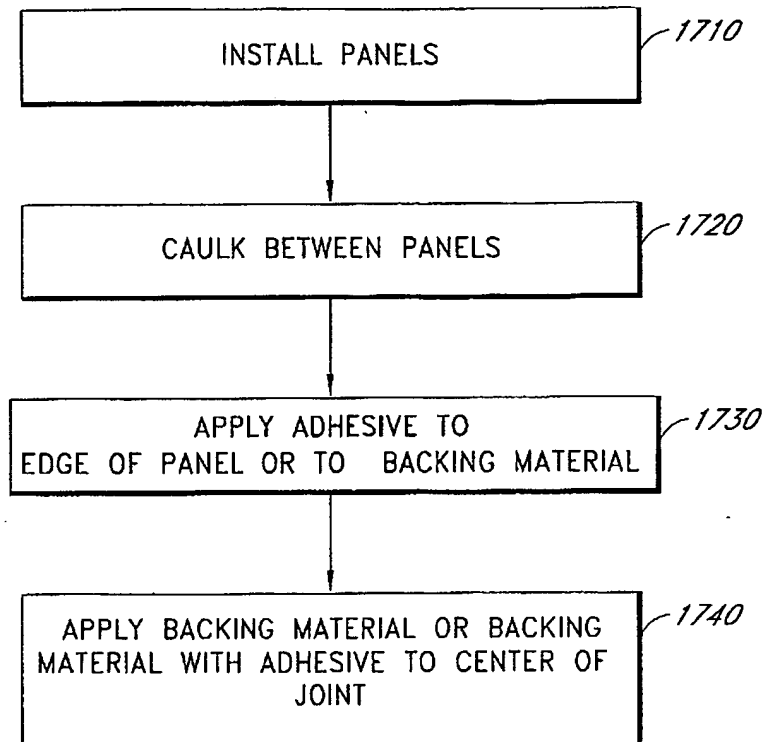 INSTALL PANELS
1710
CAULK BETWEEN PANELS
1720
APPLY ADHESIVE TO
EDGE OF PANEL OR TO BACKING MATERIAL
1730
APPLY BACKING MATERIAL OR BACKING
MATERIAL WITH ADHESIVE TO CENTER OF
JOINT
1740